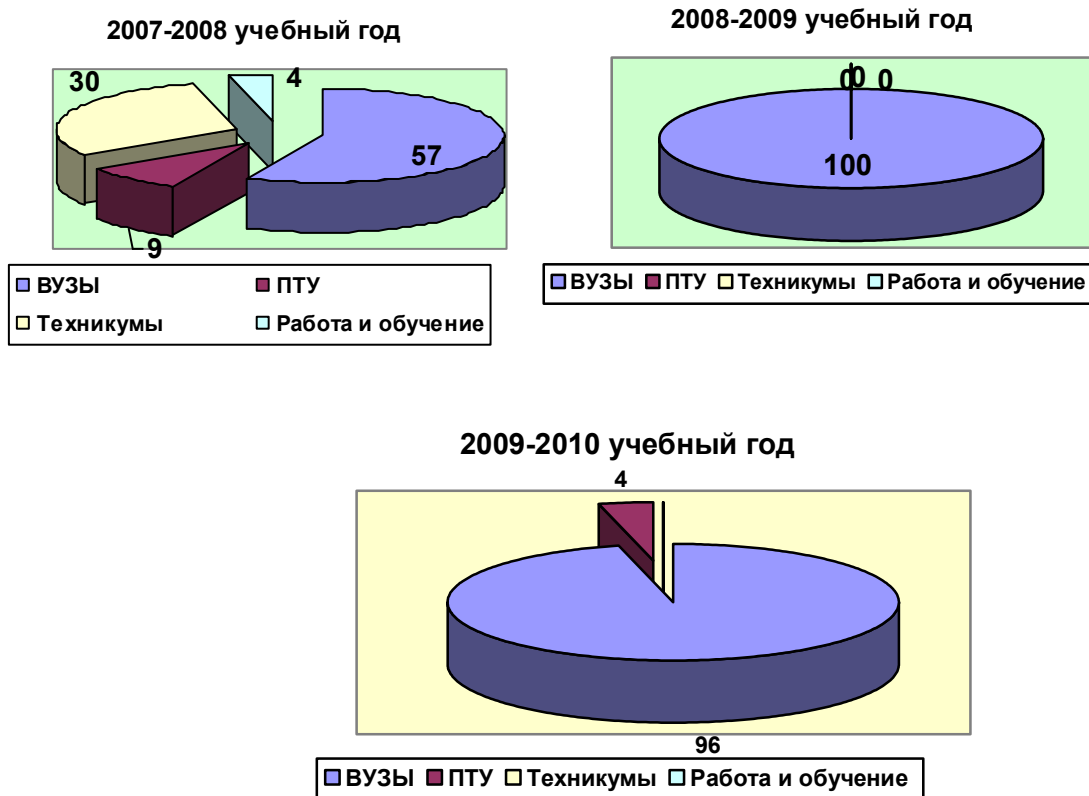 2007-2008 учебный год
30
4
57
9
ВУЗЫ ПТУ
Техникумы Работа и обучение
2008-2009 учебный год
0 0 0
100
ВУЗЫ ПТУ Техникумы Работа и обучение
2009-2010 учебный год
4
96
ВУЗЫ ПТУ Техникумы Работа и обучение